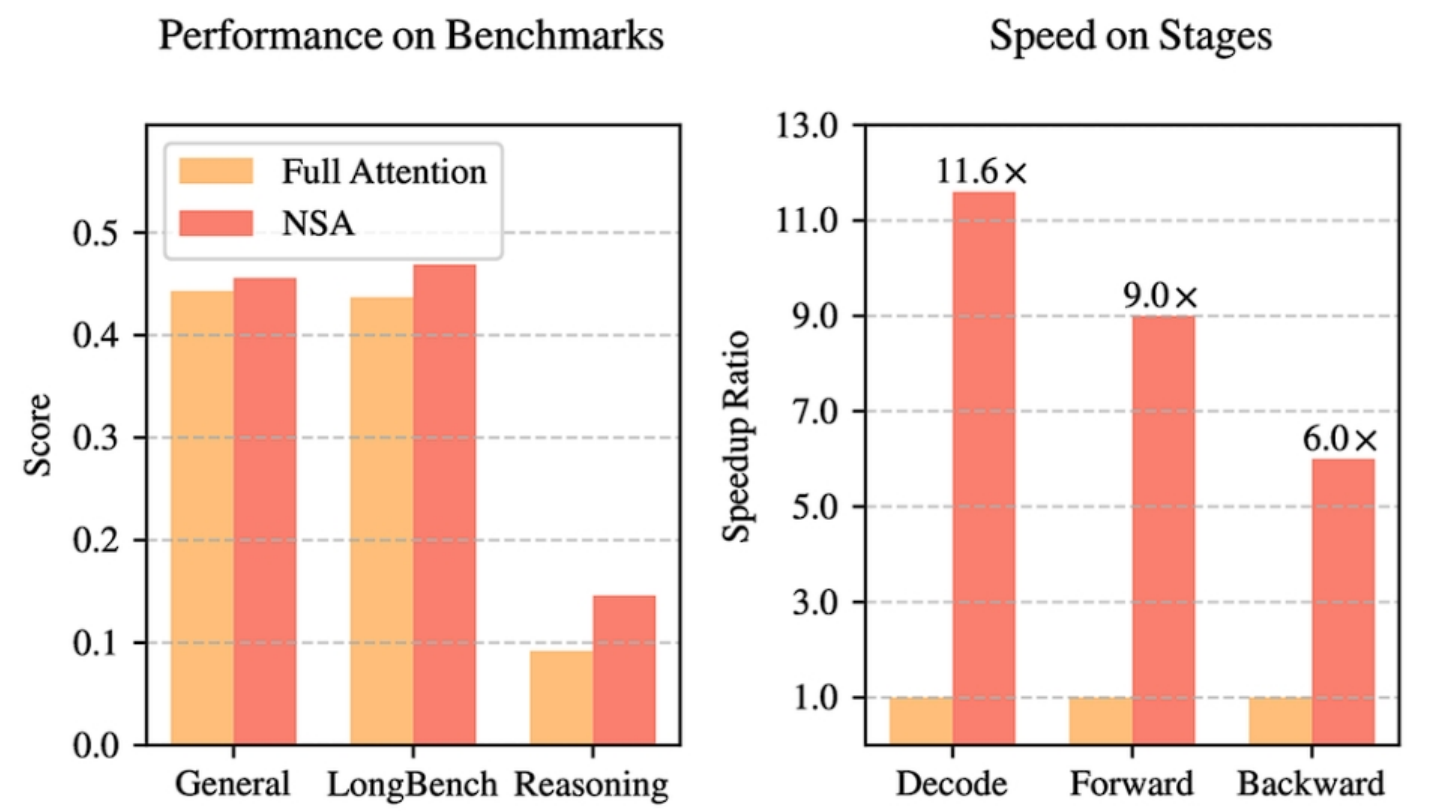 Performance on Benchmarks
Full Attention
NSA
0.5
0.4
0.3
0.2
0.1
0.0
Score
General LongBench Reasoning
Speed on Stages
13.0
11.0
9.0
7.0
5.0
3.0
1.0
Speedup Ratio
11.6×
9.0×
6.0×
Decode Forward Backward